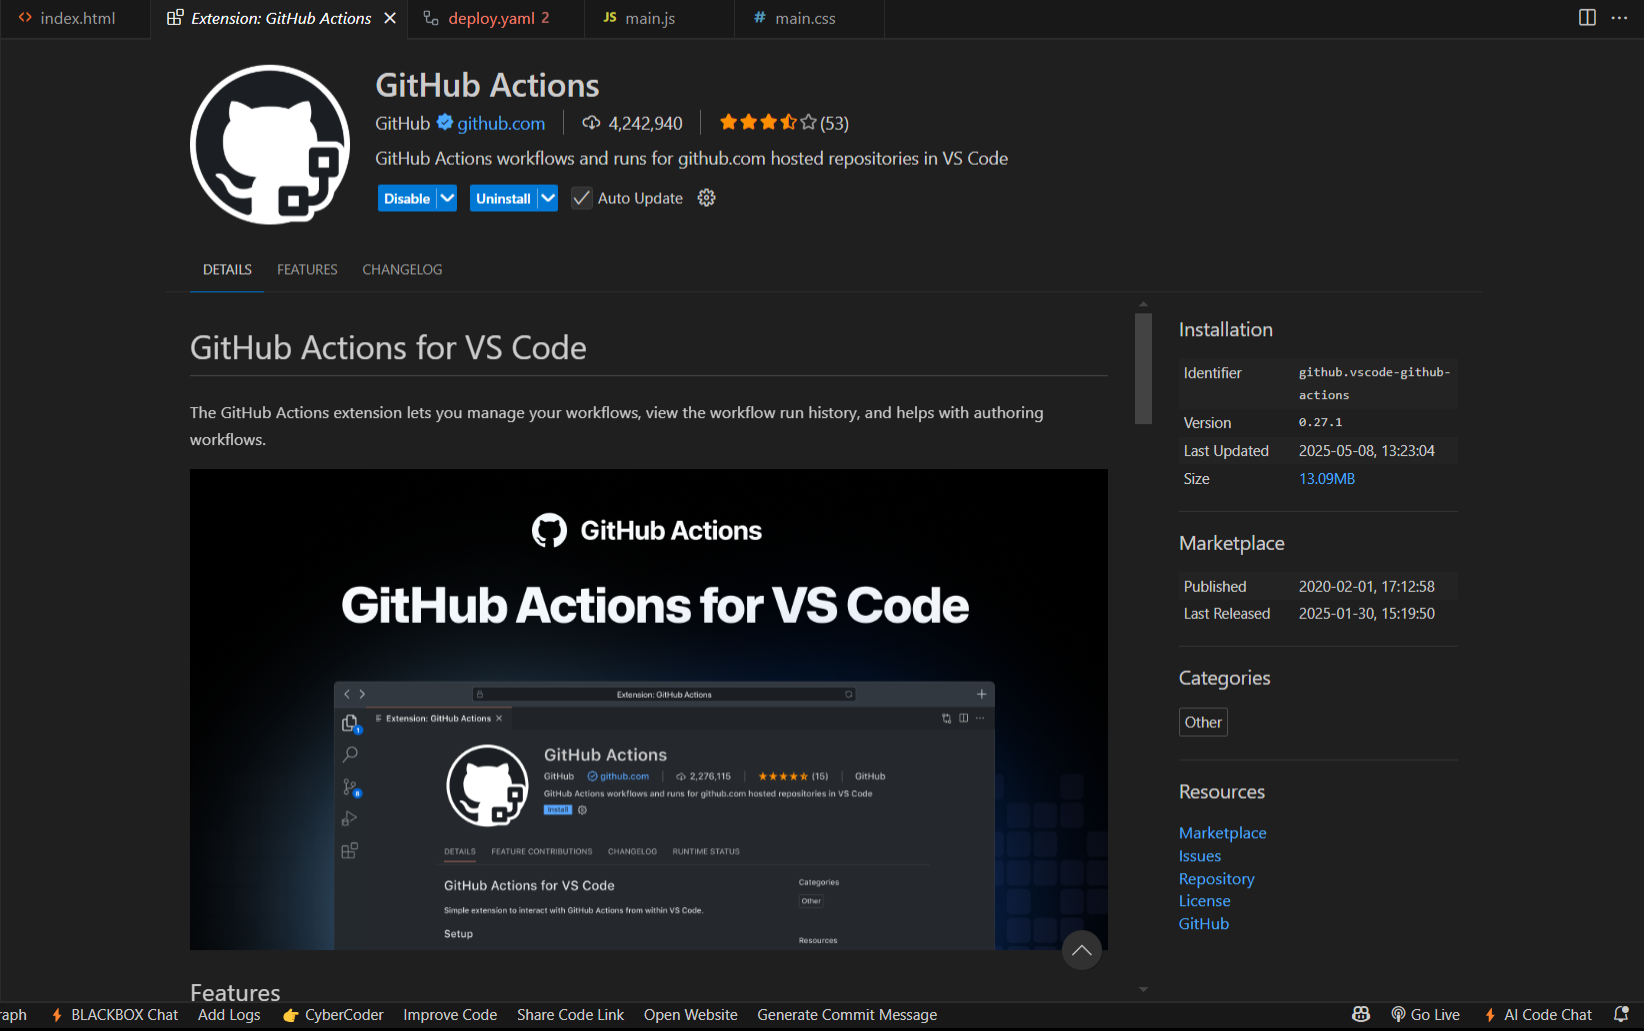 index.html
Extension: GitHub Actions
deploy.yaml 2
JS main.js
# main.css
GitHub Actions
GitHub github.com 4,242,940 (53)
GitHub Actions workflows and runs for github.com hosted repositories in VS Code
Disable Uninstall Auto Update
DETAILS FEATURES CHANGELOG
GitHub Actions for VS Code
The GitHub Actions extension lets you manage your workflows, view the workflow run history, and helps with authoring
workflows.
GitHub Actions
GitHub Actions for VS Code
Extension: GitHub Actions
Extension: GitHub Actions
1
6
GitHub Actions
GitHub github.com 2,276,115 (15) GitHub
GitHub Actions workflows and runs for github.com hosted repositories in VS Code
Install
DETAILS FEATURE CONTRIBUTIONS CHANGELOG RUNTIME STATUS
GitHub Actions for VS Code
Simple extension to interact with GitHub Actions from within VS Code.
Setup
Categories
Other
Resources
Features
Installation
Identifier github.vscode-github-
actions
Version 0.27.1
Last Updated 2025-05-08, 13:23:04
Size 13.09MB
Marketplace
Published 2020-02-01, 17:12:58
Last Released 2025-01-30, 15:19:50
Categories
Other
Resources
Marketplace
Issues
Repository
License
GitHub
raph BLACKBOX Chat Add Logs CyberCoder Improve Code Share Code Link Open Website Generate Commit Message Go Live AI Code Chat